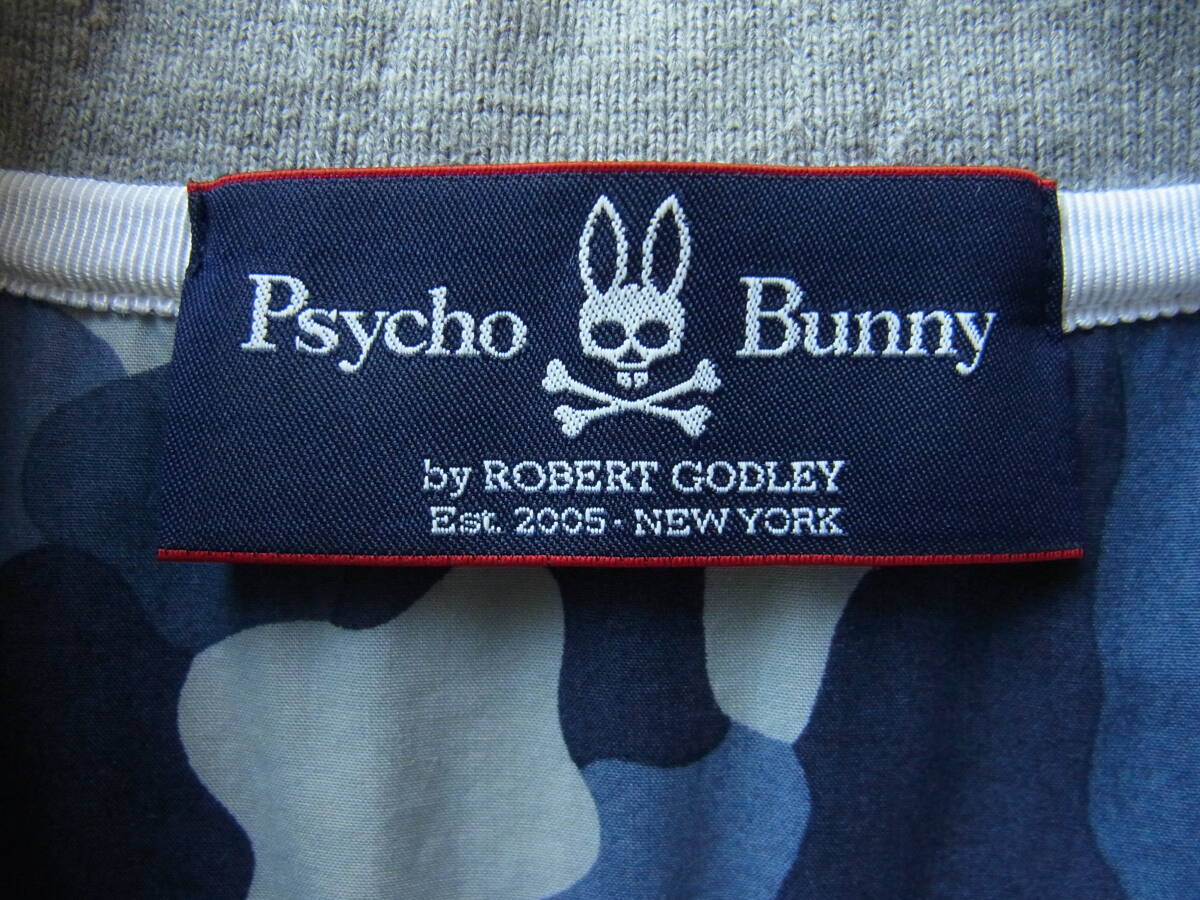 Psycho Bunny
by ROBERT GODLEY
Est. 2005 · NEW YORK